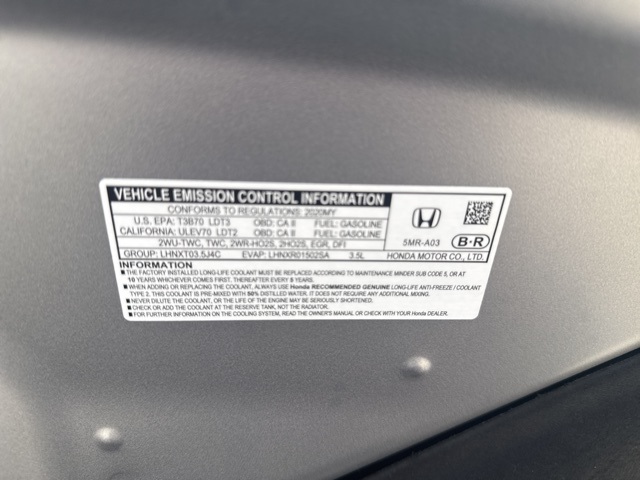 VEHICLE EMISSION CONTROL INFORMATION
CONFORMS TO REGULATIONS: 2020MY
U.S. EPA: T3B70 LDT3 OBD: CA II FUEL: GASOLINE
CALIFORNIA: ULEV70 LDT2 OBD: CA II FUEL: GASOLINE
2WU-TWC, TWC, 2WR-HO2S, 2HO2S, EGR, DFI
GROUP: LHNXT03.5J4C EVAP: LHNXR01502SA 3.5L
5MR-A03 B-R
HONDA MOTOR CO., LTD.
INFORMATION
■ THE FACTORY INSTALLED LONG-LIFE COOLANT MUST BE REPLACED ACCORDING TO MAINTENANCE MINDER SUB CODE 5, OR AT
10 YEARS WHICHEVER COMES FIRST, THEREAFTER EVERY 5 YEARS.
■ WHEN ADDING OR REPLACING THE COOLANT, ALWAYS USE Honda RECOMMENDED GENUINE LONG-LIFE ANTI-FREEZE / COOLANT
TYPE 2. THIS COOLANT IS PRE-MIXED WITH 50% DISTILLED WATER AND DOES NOT NEED ANY ADDITIONAL MIXING.
■ NEVER DILUTE THE COOLANT, OR THE LIFE OF THE ENGINE MAY BE SERIOUSLY SHORTENED.
■ CHECK OR ADD COOLANT AT THE RESERVE TANK, NOT THE RADIATOR.
■ FOR FURTHER INFORMATION OF THE COOLING SYSTEM, READ THE OWNER'S MANUAL OR CHECK WITH YOUR Honda DEALER.